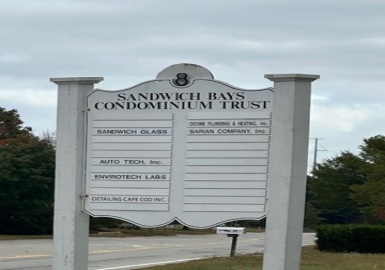 8
SANDWICH BAYS
CONDOMINIUM TRUST
SANDWICH GLASS
AUTO TECH, Inc.
ENVIROTECH LABS
DETAILING CAPE COD INC.
DEVINE PLUMBING & HEATING, Inc
BARIAN COMPANY, Inc.